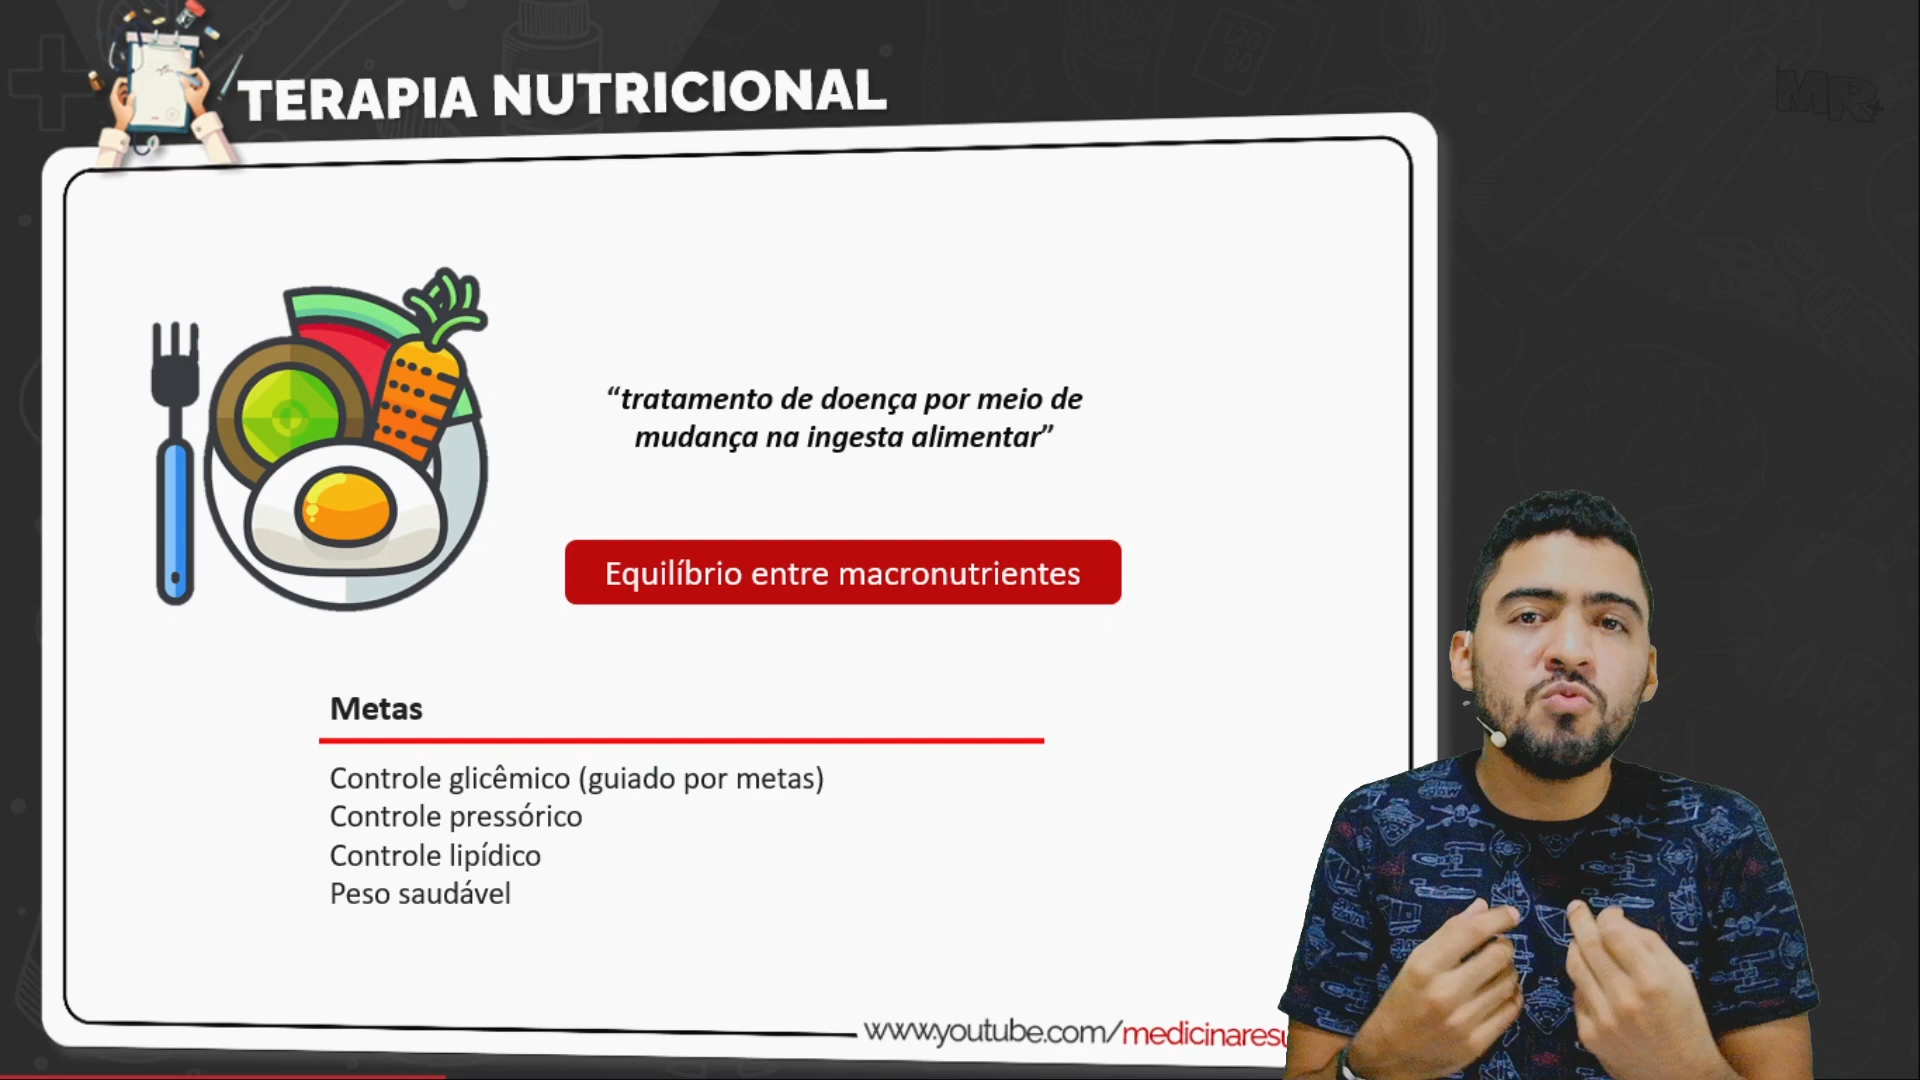 TERAPIA NUTRICIONAL
MR+
“tratamento de doença por meio de
mudança na ingesta alimentar”
Equilíbrio entre macronutrientes
Metas
Controle glicêmico (guiado por metas)
Controle pressórico
Controle lipídico
Peso saudável
www.youtube.com/medicinaresu